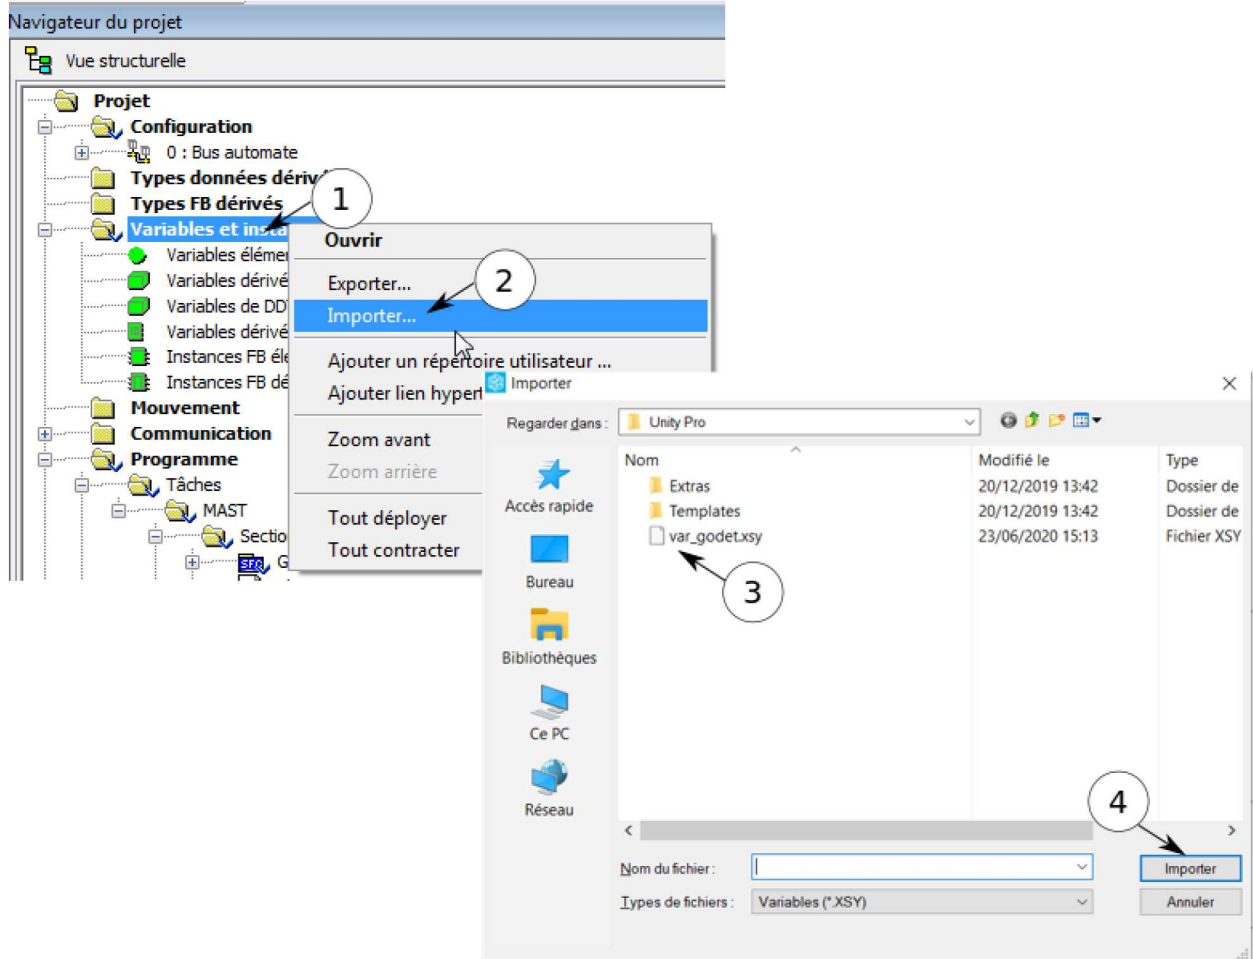 Navigateur du projet
Vue structurelle
Projet
Configuration
0 : Bus automate
Types données dériv
Types FB dérivés
Variables et insta
Variables élémen
Variables dérivé
Variables de DD
Variables dérivé
Instances FB élé
Instances FB dé
Mouvement
Communication
Programme
Tâches
MAST
Sectio
SFC G
1
Ouvrir
Exporter...
2
Importer...
Ajouter un répertoire utilisateur ...
Ajouter lien hypert
Zoom avant
Zoom arrière
Tout déployer
Tout contracter
Importer
Regarder dans :
Unity Pro
Accès rapide
Bureau
Bibliothèques
Ce PC
Réseau
Nom Modifié le Type
Extras 20/12/2019 13:42 Dossier de
Templates 20/12/2019 13:42 Dossier de
var_godet.xsy 23/06/2020 15:13 Fichier XSY
3
4
Nom du fichier :
Importer
Types de fichiers : Variables (*.XSY)
Annuler